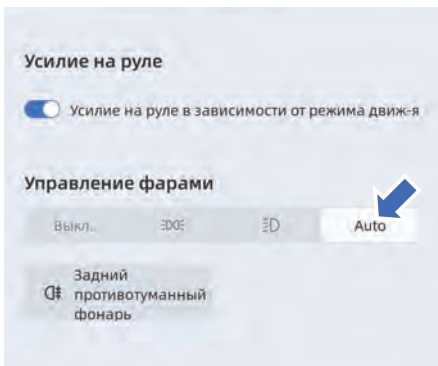 Усилие на руле
Усилие на руле в зависимости от режима движ-я
Управление фарами
Выкл. Auto
Задний
противотуманный
фонарь